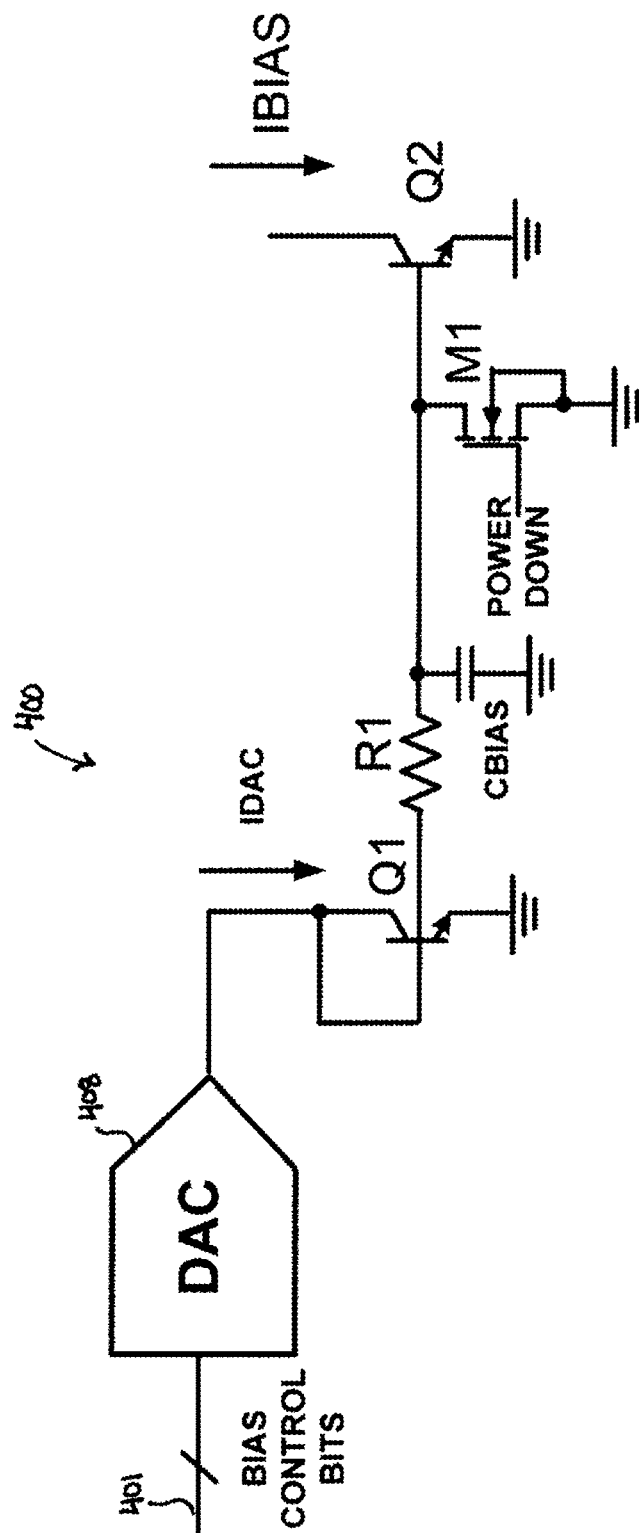 400
401
BIAS
CONTROL
BITS
DAC
408
IDAC
Q1
R1
CBIAS
POWER
DOWN
M1
Q2
IBIAS